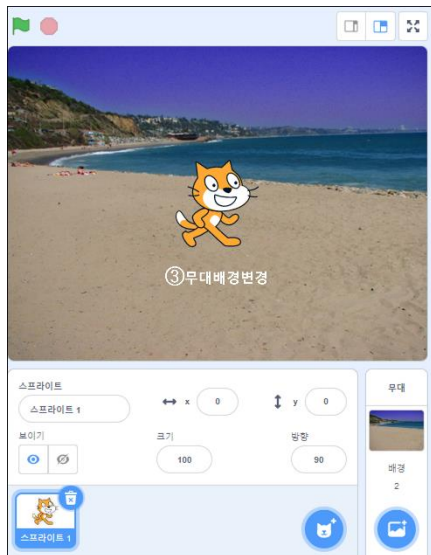 ③무대배경변경
스프라이트
스프라이트 1
x 0
y 0
보이기
크기
100
방향
90
스프라이트 1
무대
배경
2